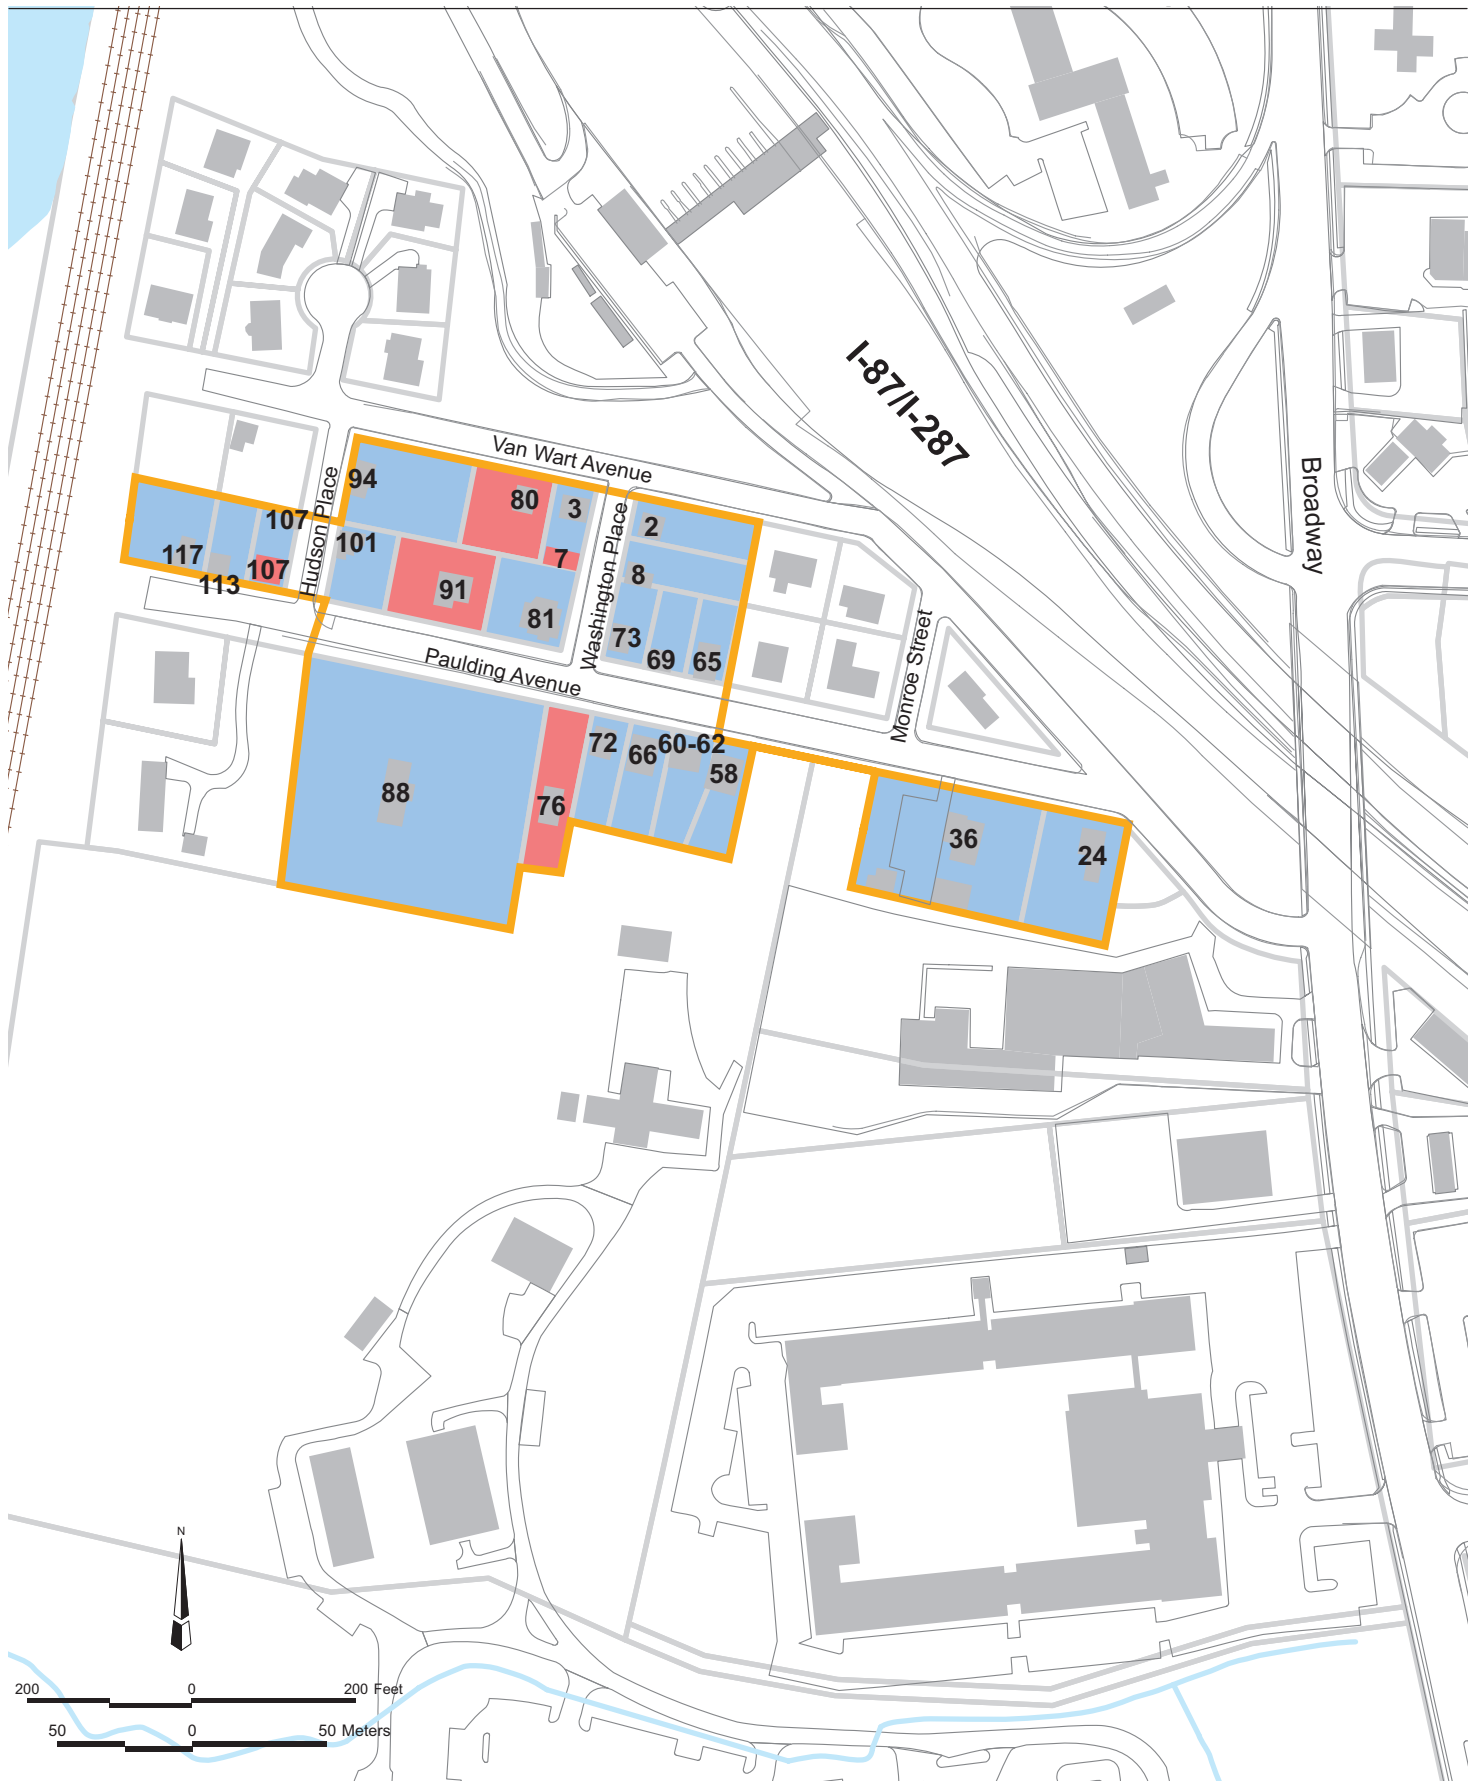 I-87/I-287
Broadway
Van Wart Avenue
Hudson Place
Washington Place
Monroe Street
Paulding Avenue
94
80
3
2
107
101
7
8
117
113
107
91
81
73
69
65
88
76
72
66
60-62
58
36
24
N
200 0 200 Feet
50 0 50 Meters